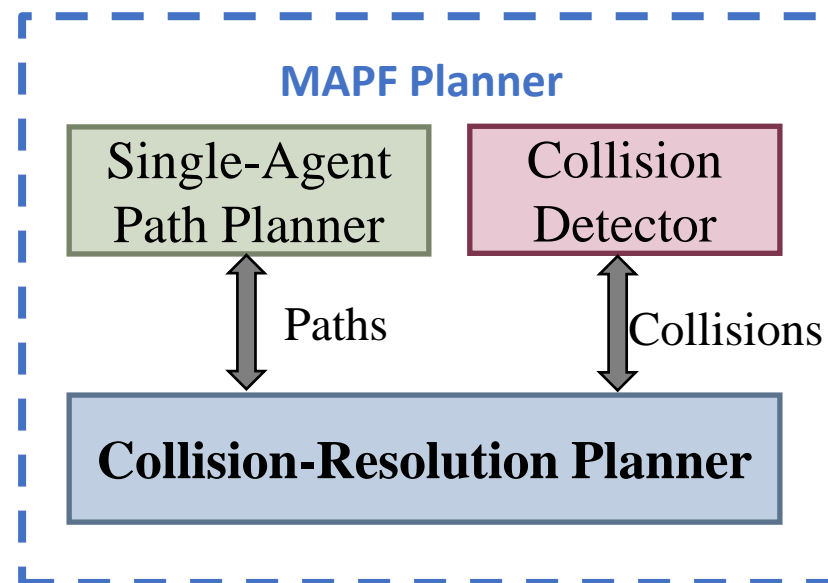 MAPF Planner
Single-Agent
Path Planner
Collision
Detector
Paths
Collisions
Collision-Resolution Planner